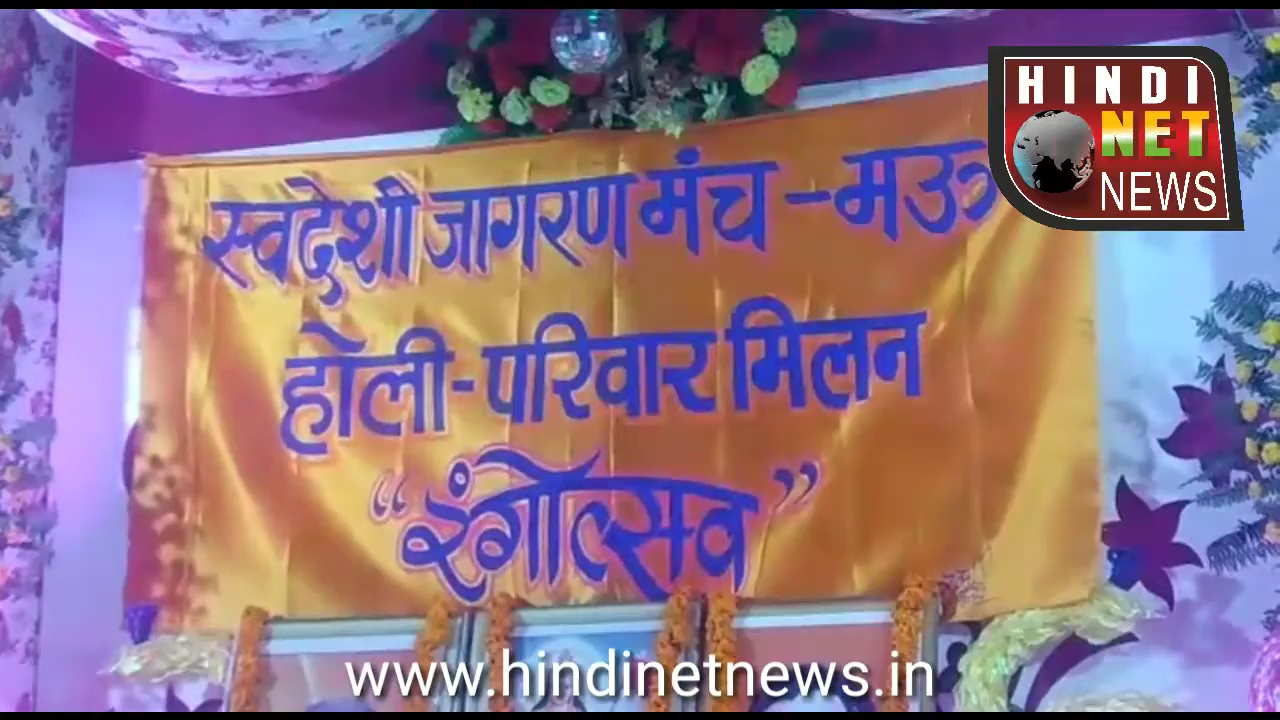 HINDI
NET
NEWS
स्वदेशी जागरण मंच - मऊ
होली - परिवार मिलन
“रंगोत्सव”
www.hindinetnews.in